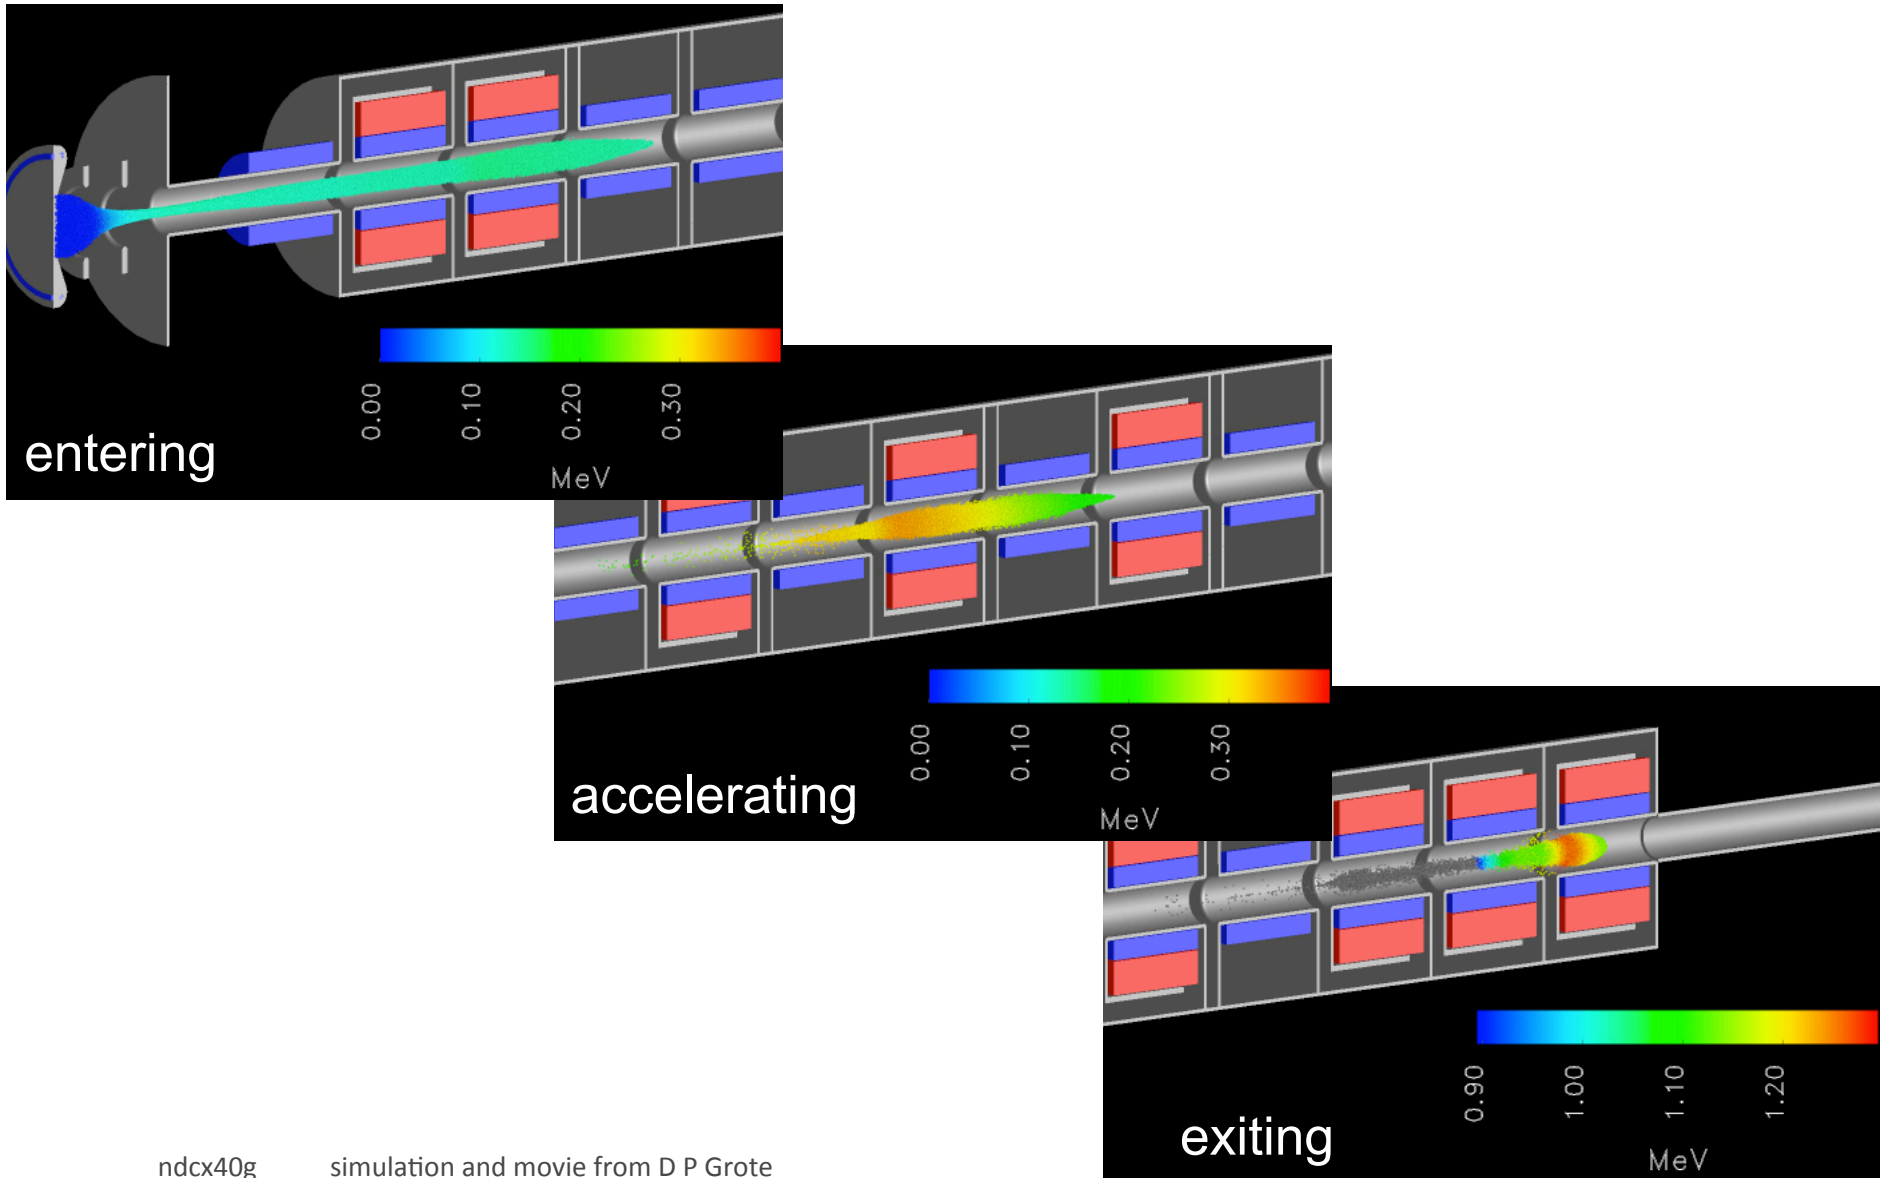 0.00
0.10
0.20
0.30
MeV
entering
0.00
0.10
0.20
0.30
MeV
accelerating
0.90
1.00
1.10
1.20
MeV
exiting
ndcx40g simulation and movie from D P Grote